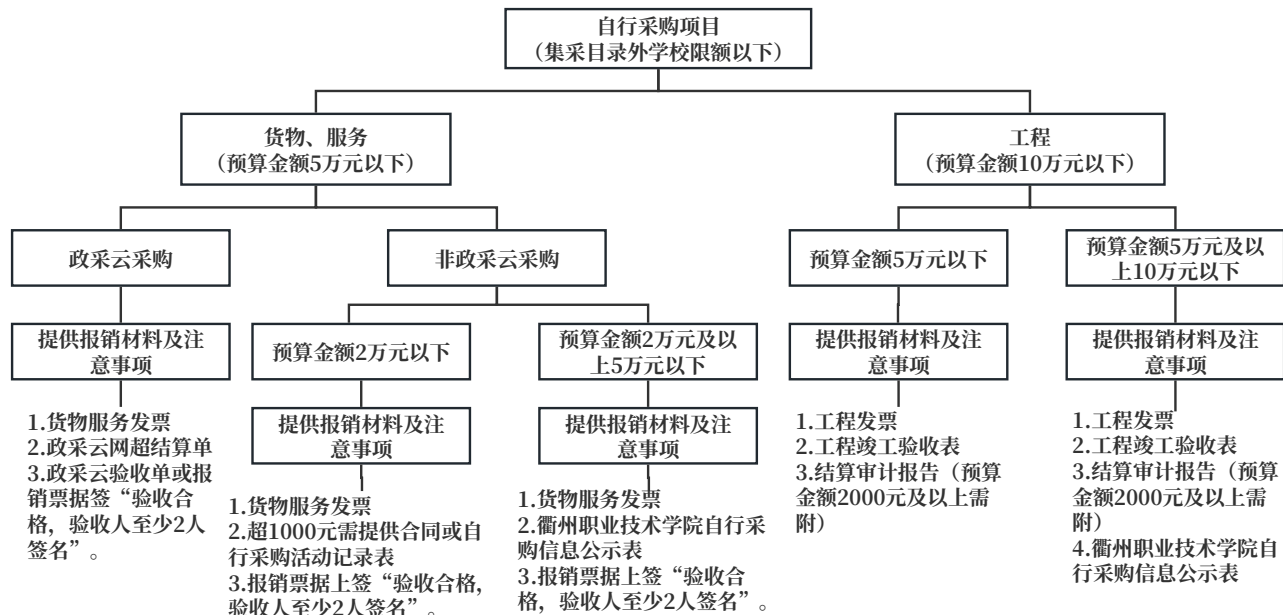 自行采购项目
（集采目录外学校限额以下）
货物、服务
（预算金额5万元以下）
工程
（预算金额10万元以下）
政采云采购
非政采云采购
预算金额5万元以下
预算金额5万元及以
上10万元以下
提供报销材料及注
意事项
预算金额2万元以下
预算金额2万元及以
上5万元以下
提供报销材料及注
意事项
提供报销材料及注
意事项
提供报销材料及注
意事项
提供报销材料及注
意事项
1.货物服务发票
2.政采云网超结算单
3.政采云验收单或报
销票据签“验收合
格，验收人至少2人
签名”。
1.货物服务发票
2.超1000元需提供合同或自
行采购活动记录表
3.报销票据上签“验收合格，
验收人至少2人签名”。
1.货物服务发票
2.衢州职业技术学院自行采
购信息公示表
3.报销票据上签“验收合
格，验收人至少2人签名”。
1.工程发票
2.工程竣工验收表
3.结算审计报告（预算
金额2000元及以上需
附）
1.工程发票
2.工程竣工验收表
3.结算审计报告（预算
金额2000元及以上需
附）
4.衢州职业技术学院自
行采购信息公示表